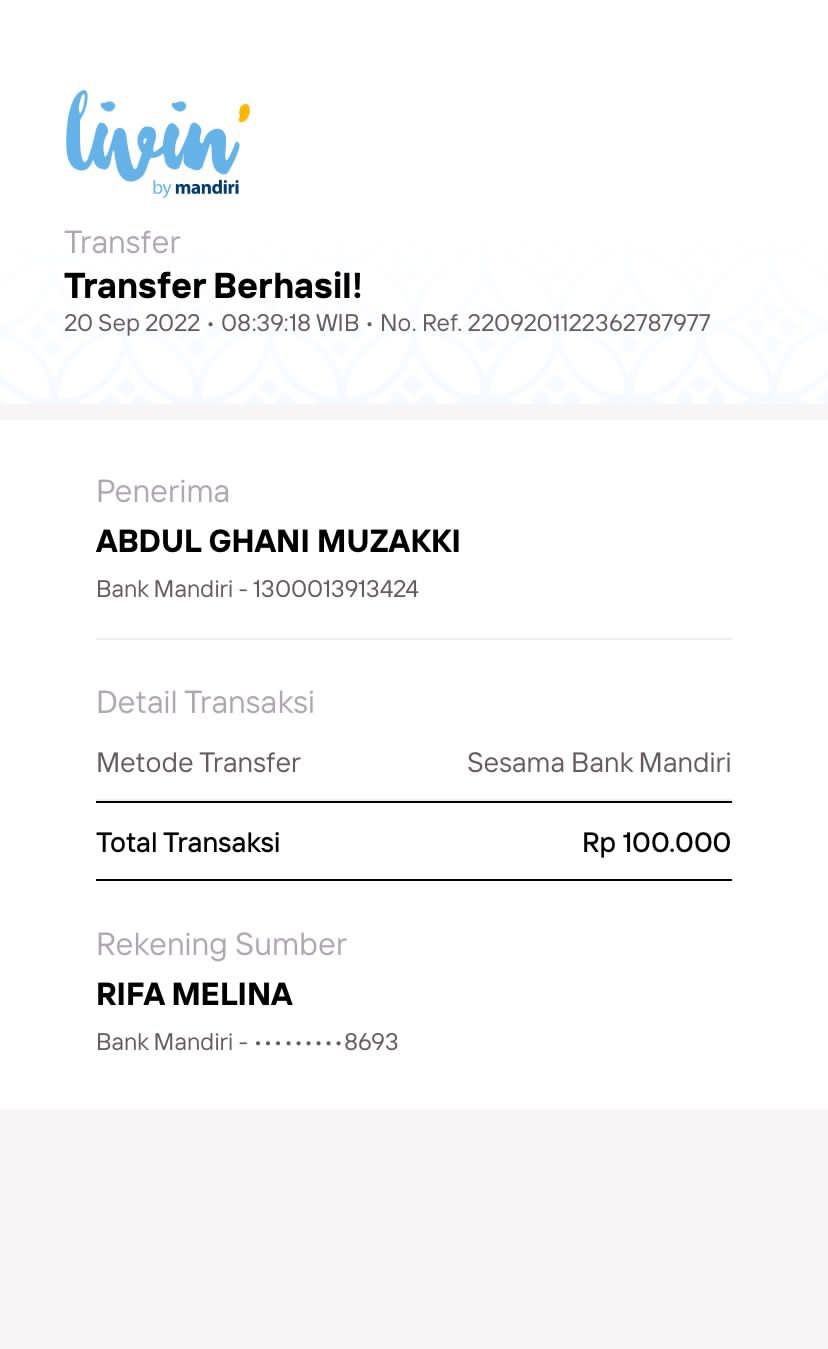 livin'
by mandiri
Transfer
Transfer Berhasil!
20 Sep 2022 • 08:39:18 WIB • No. Ref. 2209201122362787977
Penerima
ABDUL GHANI MUZAKKI
Bank Mandiri - 1300013913424
Detail Transaksi
Metode Transfer Sesama Bank Mandiri
Total Transaksi Rp 100.000
Rekening Sumber
RIFA MELINA
Bank Mandiri - •••••••••8693